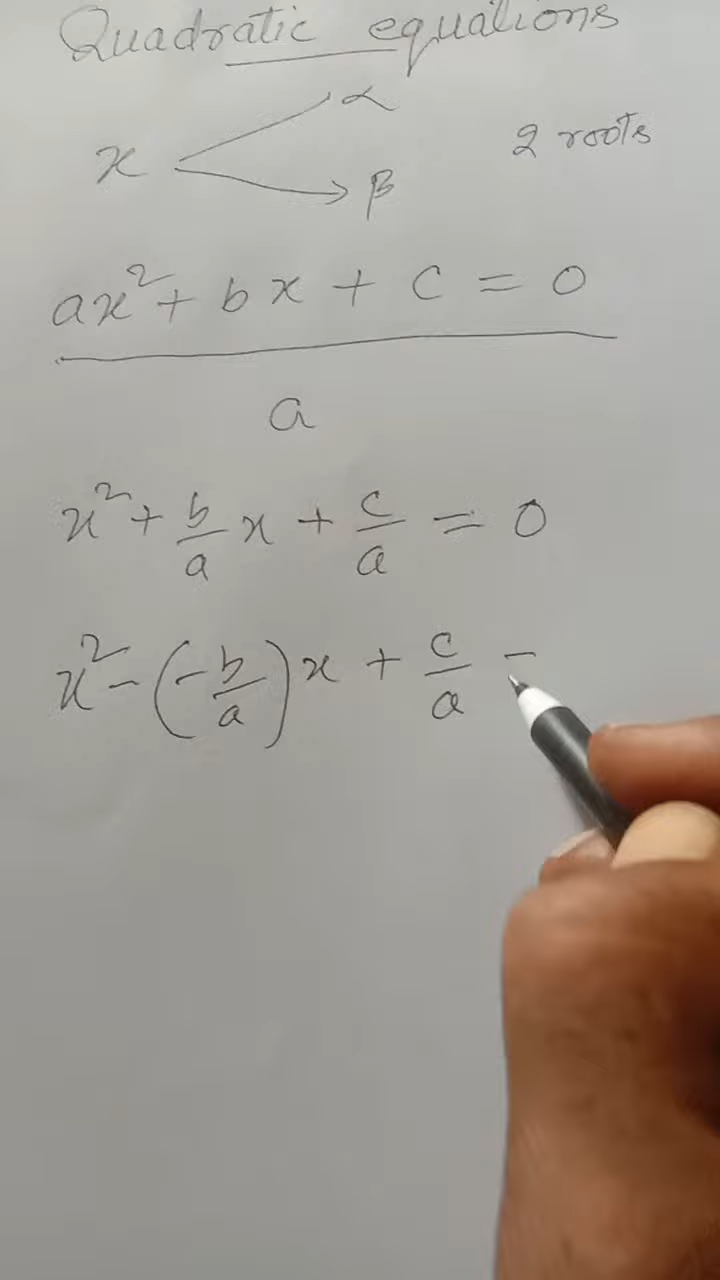 Quadratic equations
α
x 2 roots
β
ax² + bx + c = 0
a
x² + b/a x + c/a = 0
x² - (-b/a) x + c/a -